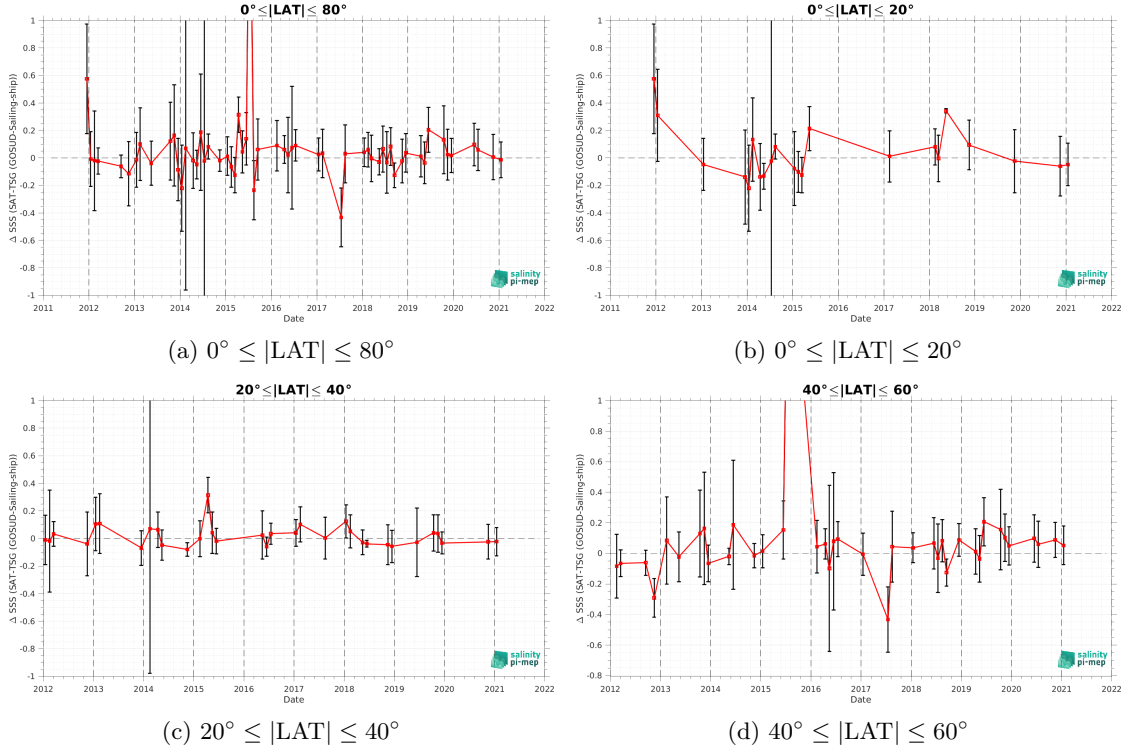 0°≤|LAT|≤ 80°
Δ SSS (SAT-TSG (GOSUD-Sailing-ship))
1
0.8
0.6
0.4
0.2
0
-0.2
-0.4
-0.6
-0.8
-1
2011 2012 2013 2014 2015 2016 2017 2018 2019 2020 2021 2022
Date
salinity
pi-mep
(a) 0° ≤ |LAT| ≤ 80°
0°≤|LAT|≤ 20°
Δ SSS (SAT-TSG (GOSUD-Sailing-ship))
1
0.8
0.6
0.4
0.2
0
-0.2
-0.4
-0.6
-0.8
-1
2011 2012 2013 2014 2015 2016 2017 2018 2019 2020 2021 2022
Date
salinity
pi-mep
(b) 0° ≤ |LAT| ≤ 20°
20°≤|LAT|≤ 40°
Δ SSS (SAT-TSG (GOSUD-Sailing-ship))
1
0.8
0.6
0.4
0.2
0
-0.2
-0.4
-0.6
-0.8
-1
2012 2013 2014 2015 2016 2017 2018 2019 2020 2021 2022
Date
salinity
pi-mep
(c) 20° ≤ |LAT| ≤ 40°
40°≤|LAT|≤ 60°
Δ SSS (SAT-TSG (GOSUD-Sailing-ship))
1
0.8
0.6
0.4
0.2
0
-0.2
-0.4
-0.6
-0.8
2012 2013 2014 2015 2016 2017 2018 2019 2020 2021 2022
Date
salinity
pi-mep
(d) 40° ≤ |LAT| ≤ 60°